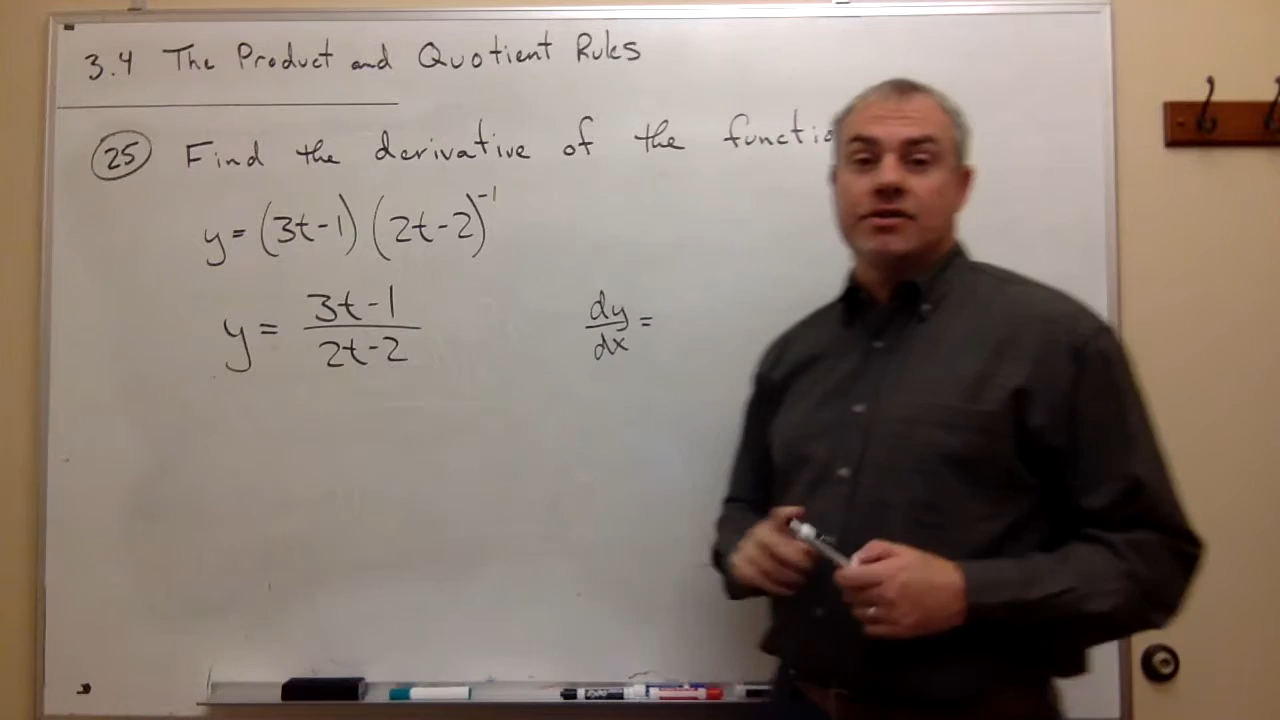 3.4 The Product and Quotient Rules
25 Find the derivative of the functio
y = (3t-1)(2t-2)^-1
y = 3t-1 / 2t-2
dy/dx =